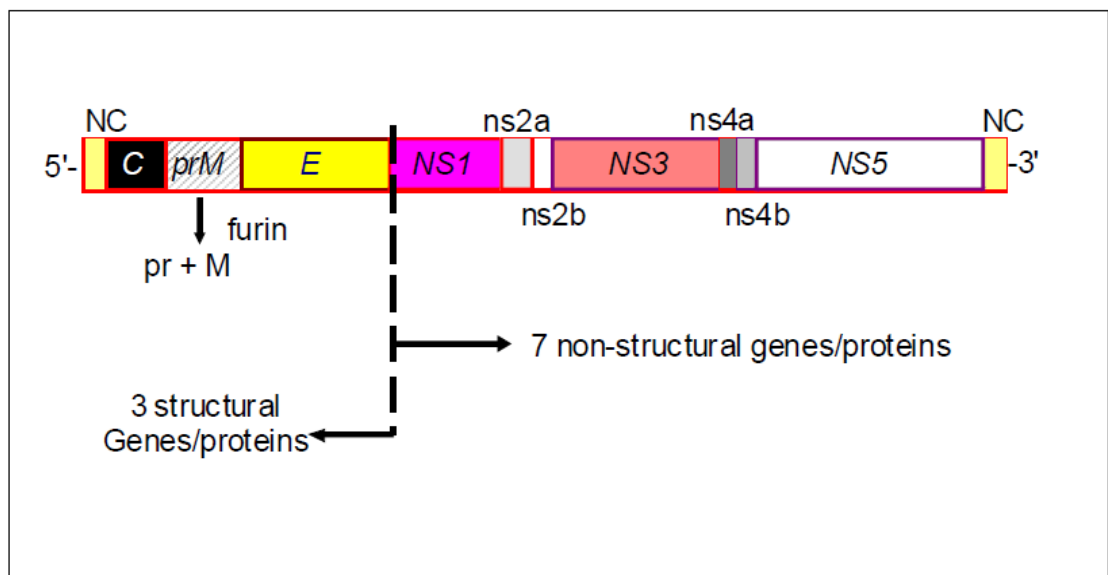 NC ns2a ns4a NC
5'- C prM E NS1 NS3 NS5 -3'
ns2b ns4b
furin
pr + M
7 non-structural genes/proteins
3 structural
Genes/proteins